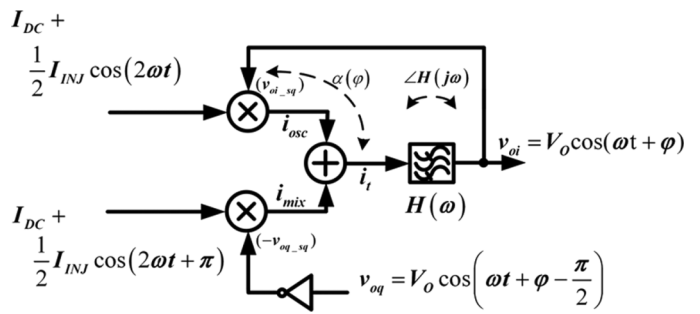 I_DC +
1/2 I_INJ cos(2ωt)
(v_oi_sq)
α(φ)
∠H(jω)
i_osc
v_oi = V_O cos(ωt + φ)
i_t
i_mix
H(ω)
I_DC +
1/2 I_INJ cos(2ωt + π)
(−v_oq_sq)
v_oq = V_O cos(ωt + φ − π/2)